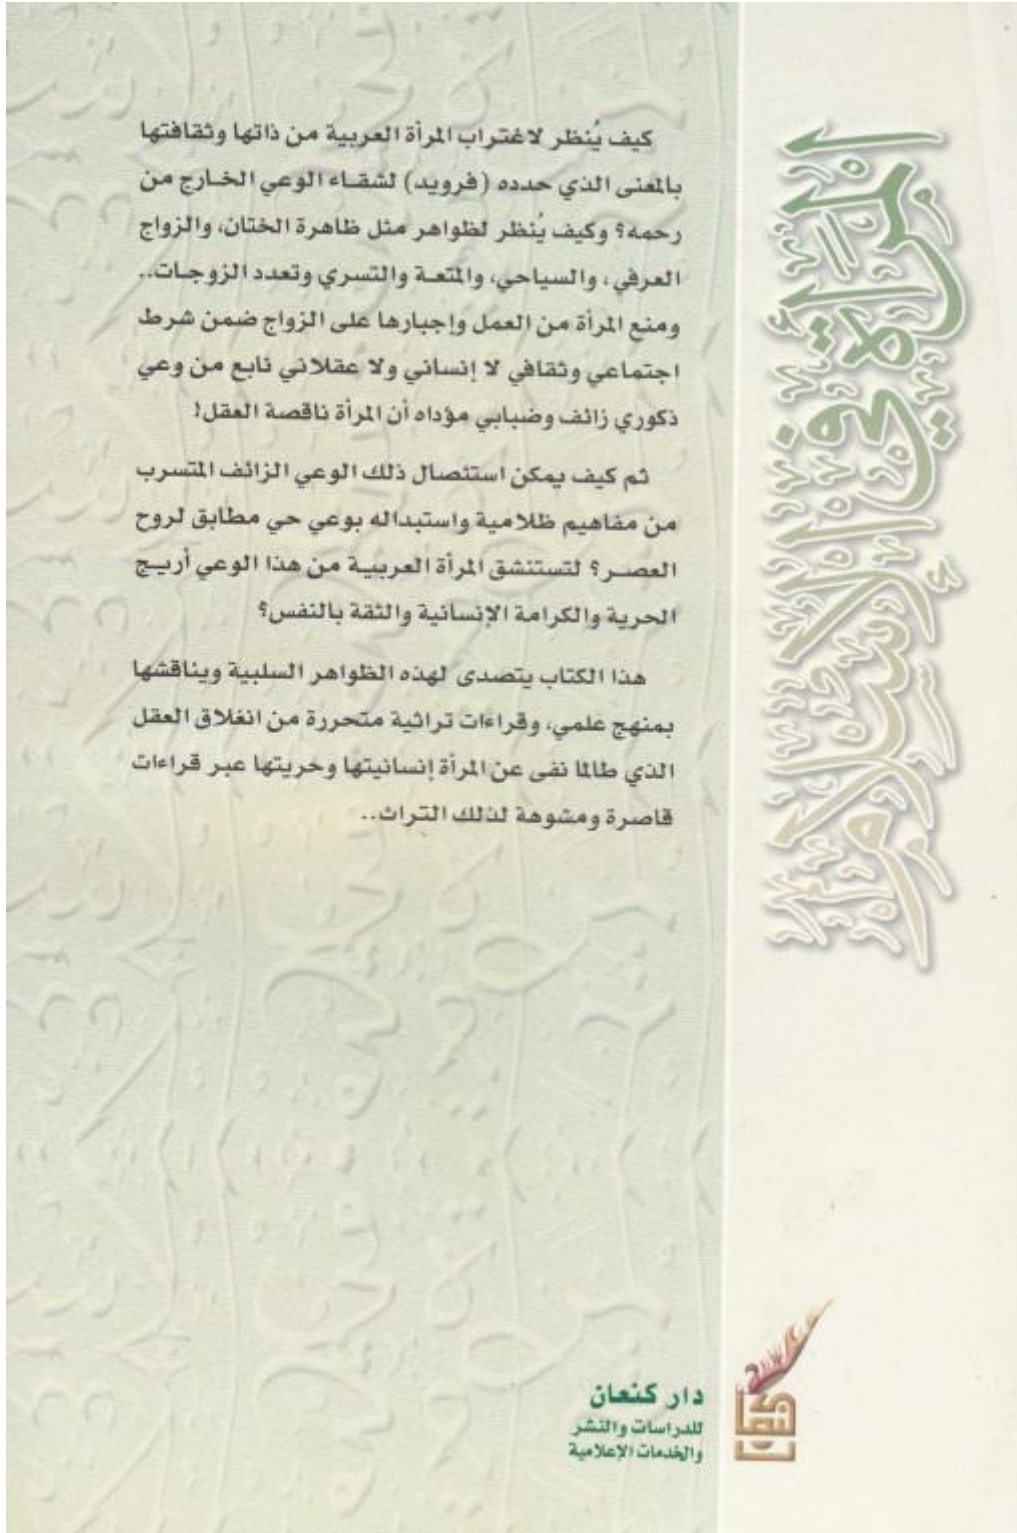 المرأة في الإسلام
كيف يُنظر لاغتراب المرأة العربية من ذاتها وثقافتها
بالمعنى الذي حدده (فرويد) لشقاء الوعي الخارج من
رحمه؟ وكيف يُنظر لظواهر مثل ظاهرة الختان، والزواج
العرفي، والسياحي، والمتعة والتسري وتعدد الزوجات..
ومنع المرأة من العمل وإجبارها على الزواج ضمن شرط
اجتماعي وثقافي لا إنساني ولا عقلاني نابع من وعي
ذكوري زائف وضبابي مؤداه أن المرأة ناقصة العقل!
ثم كيف يمكن استئصال ذلك الوعي الزائف المتسرب
من مفاهيم ظلامية واستبداله بوعي حي مطابق لروح
العصر؟ لتستنشق المرأة العربية من هذا الوعي أريج
الحرية والكرامة الإنسانية والثقة بالنفس؟
هذا الكتاب يتصدى لهذه الظواهر السلبية ويناقشها
بمنهج علمي، وقراءات تراثية متحررة من انغلاق العقل
الذي طالما نفى عن المرأة إنسانيتها وحريتها عبر قراءات
قاصرة ومشوهة لذلك التراث..
دار كنعان
للدراسات والنشر
والخدمات الإعلامية
كنعان